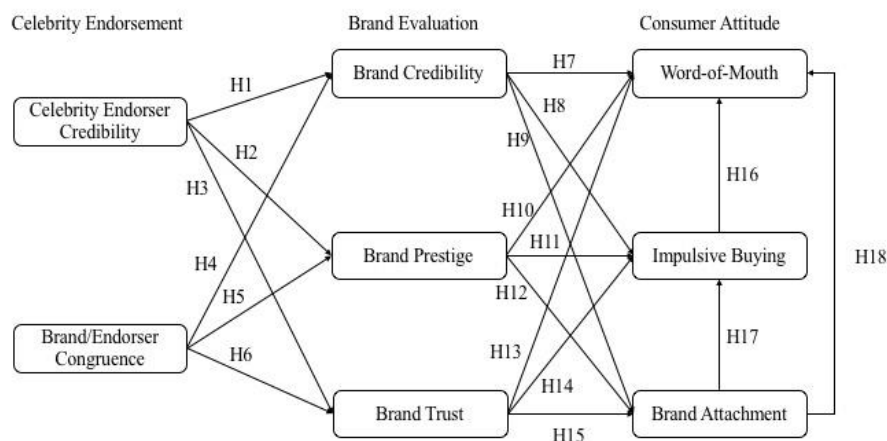 Celebrity Endorsement
Brand Evaluation
Consumer Attitude
Celebrity Endorser
Credibility
Brand/Endorser
Congruence
Brand Credibility
Brand Prestige
Brand Trust
Word-of-Mouth
Impulsive Buying
Brand Attachment
H1
H2
H3
H4
H5
H6
H7
H8
H9
H10
H11
H12
H13
H14
H15
H16
H17
H18